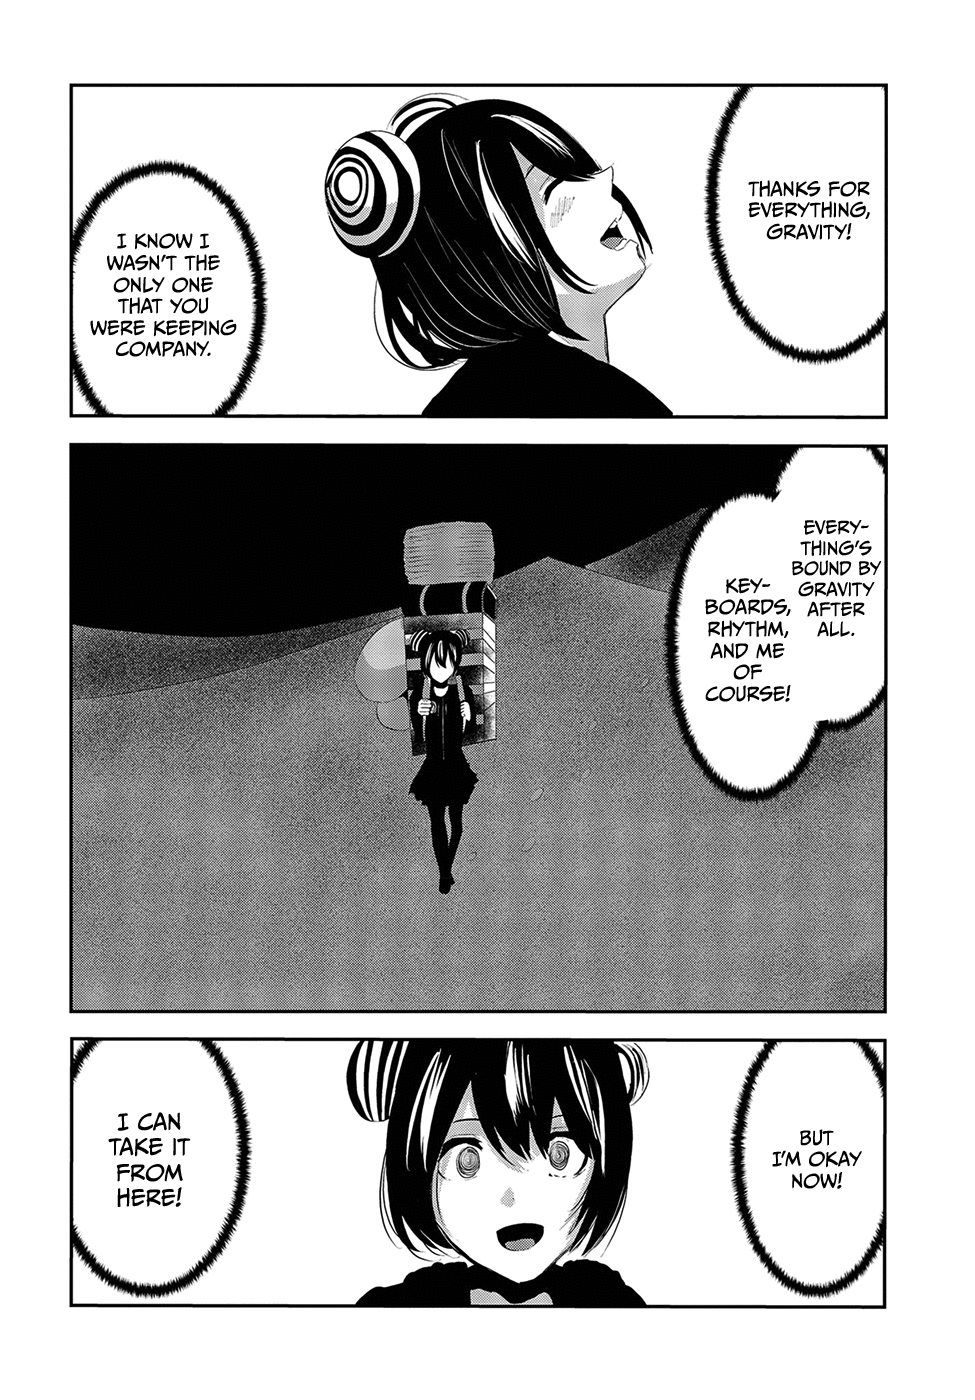 THANKS FOR
EVERYTHING,
GRAVITY!
I KNOW I
WASN'T THE
ONLY ONE
THAT YOU
WERE KEEPING
COMPANY.
EVERY-
THING'S
BOUND BY
GRAVITY
AFTER
ALL.
KEY-
BOARDS,
RHYTHM,
AND ME
OF
COURSE!
BUT
I'M OKAY
NOW!
I CAN
TAKE IT
FROM
HERE!